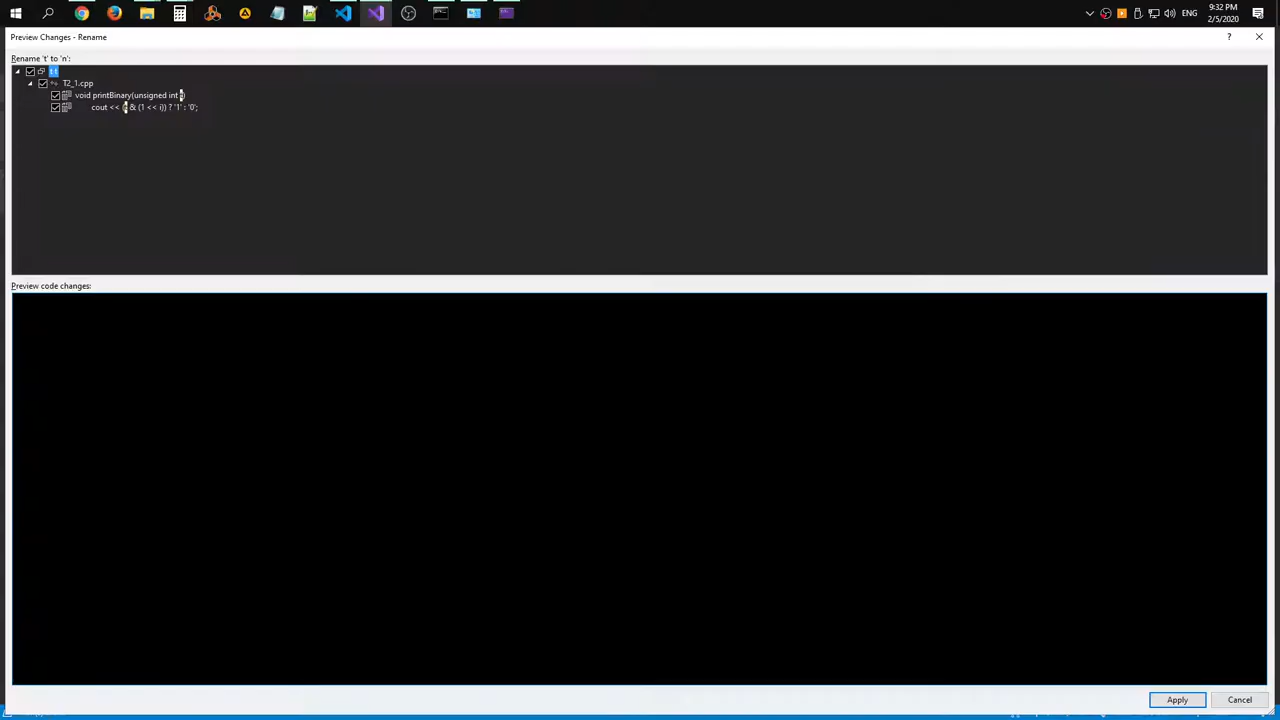 ENG
9:32 PM
2/5/2020
Preview Changes - Rename
Rename 't' to 'n':
T2_1.cpp
void printBinary(unsigned int t)
cout << (t & (1 << i)) ? '1' : '0';
Preview code changes:
Apply
Cancel